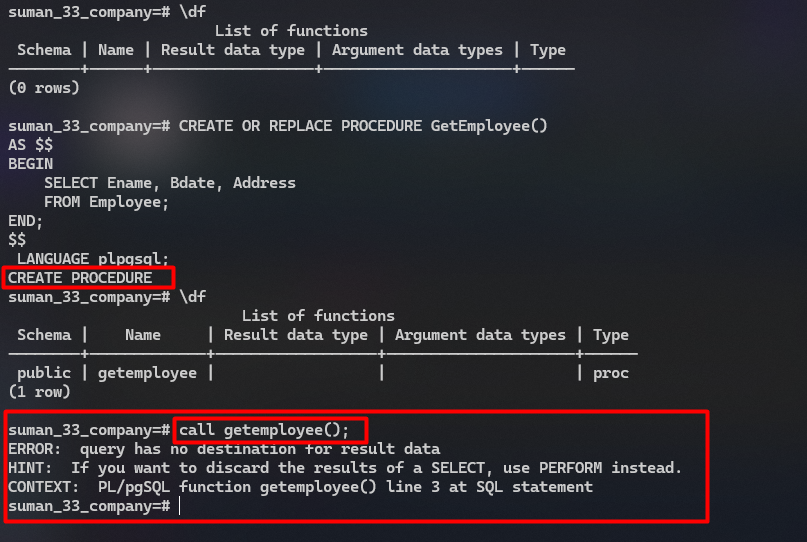 suman_33_company=# \df
                       List of functions
 Schema | Name | Result data type | Argument data types | Type
--------+------+------------------+---------------------+------
(0 rows)
suman_33_company=# CREATE OR REPLACE PROCEDURE GetEmployee()
AS $$
BEGIN
    SELECT Ename, Bdate, Address
    FROM Employee;
END;
$$
 LANGUAGE plpgsql;
CREATE PROCEDURE
suman_33_company=# \df
                          List of functions
 Schema |    Name     | Result data type | Argument data types | Type
--------+-------------+------------------+---------------------+------
 public | getemployee |                  |                     | proc
(1 row)
suman_33_company=# call getemployee();
ERROR:  query has no destination for result data
HINT:  If you want to discard the results of a SELECT, use PERFORM instead.
CONTEXT:  PL/pgSQL function getemployee() line 3 at SQL statement
suman_33_company=#